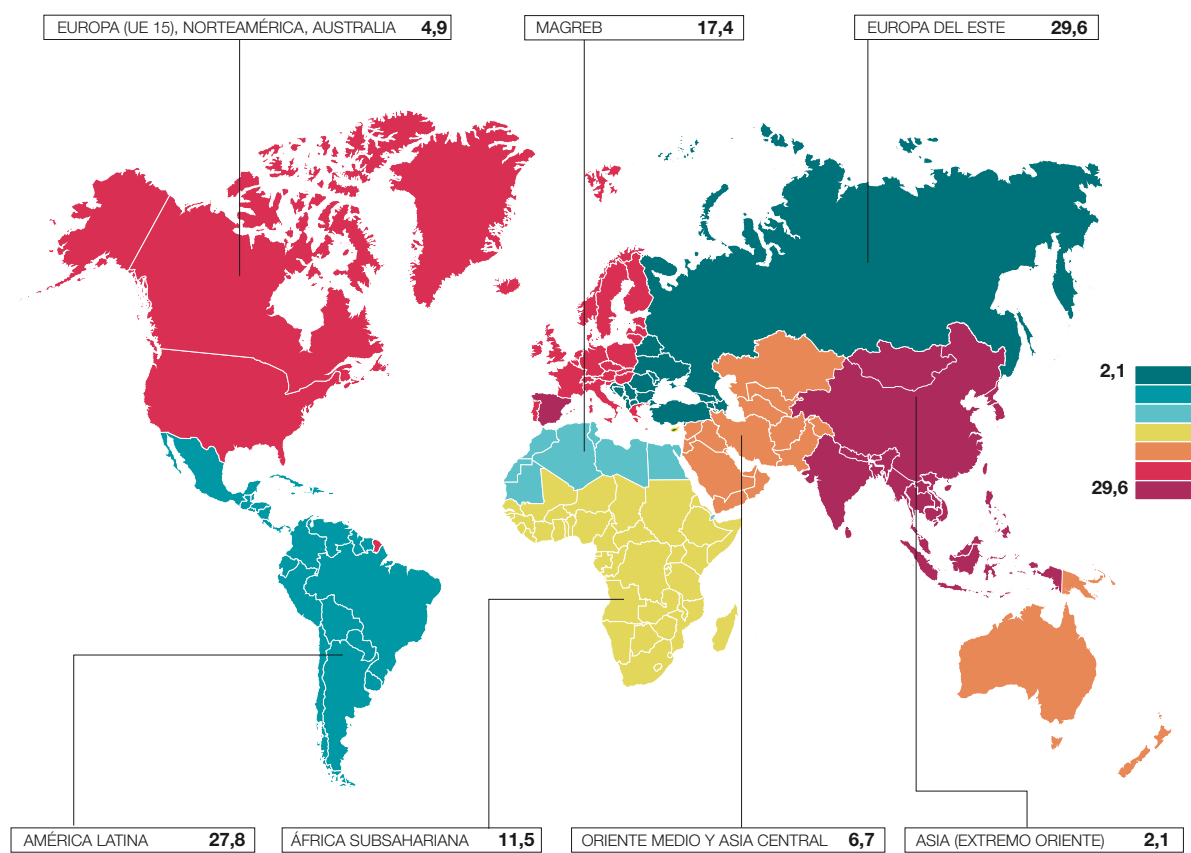 EUROPA (UE 15), NORTEAMÉRICA, AUSTRALIA 4,9
MAGREB 17,4
EUROPA DEL ESTE 29,6
2,1
29,6
AMÉRICA LATINA 27,8
ÁFRICA SUBSAHARIANA 11,5
ORIENTE MEDIO Y ASIA CENTRAL 6,7
ASIA (EXTREMO ORIENTE) 2,1